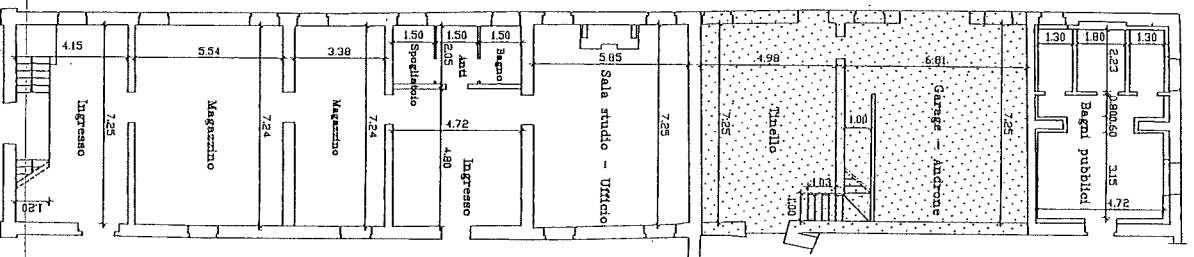 4.15
Ingresso
7.25
1.20
5.54
Magazzino
7.24
3.38
Magazzino
7.24
1.50
1.50
1.50
Spogliatoio
2.05
Anti
Bagno
4.72
4.80
Ingresso
5.85
Sala studio - Ufficio
7.25
4.98
7.25
Tinello
1.03
1.00
1.00
6.81
Garage - Androne
7.25
1.30
1.80
1.30
2.23
0.80
0.60
Bagni pubblici
3.15
4.72